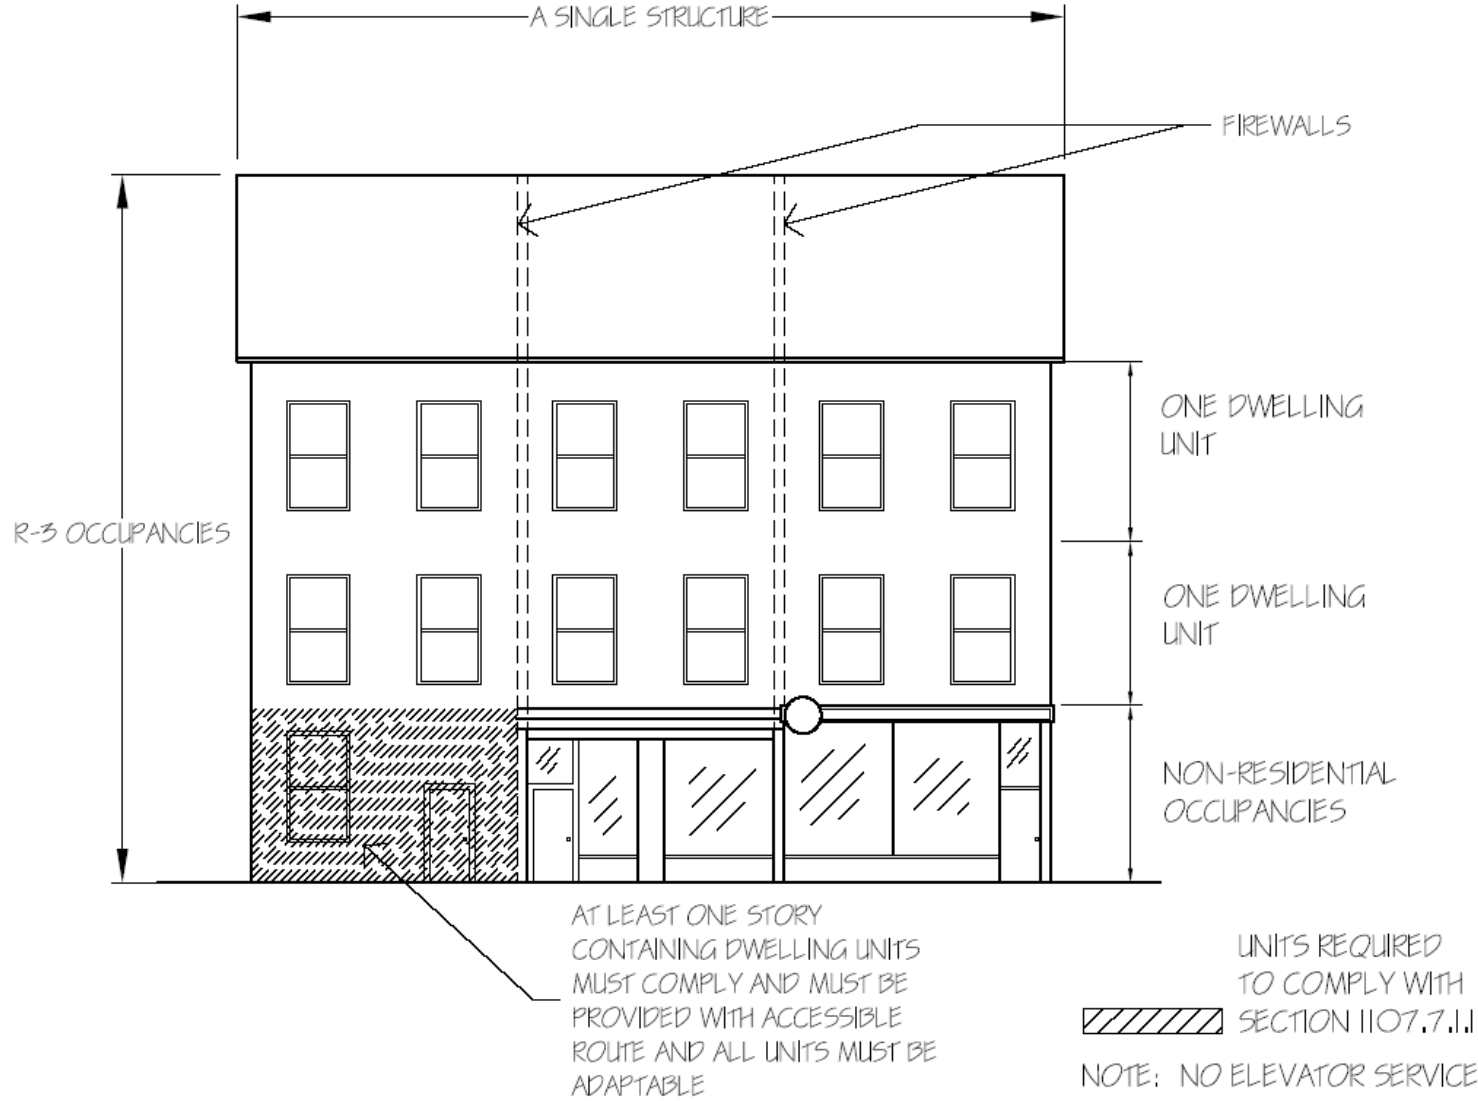 A SINGLE STRUCTURE
FIREWALLS
ONE DWELLING
UNIT
R-3 OCCUPANCIES
ONE DWELLING
UNIT
NON-RESIDENTIAL
OCCUPANCIES
AT LEAST ONE STORY
CONTAINING DWELLING UNITS
MUST COMPLY AND MUST BE
PROVIDED WITH ACCESSIBLE
ROUTE AND ALL UNITS MUST BE
ADAPTABLE
UNITS REQUIRED
TO COMPLY WITH
SECTION 1107.7.1.1
NOTE: NO ELEVATOR SERVICE